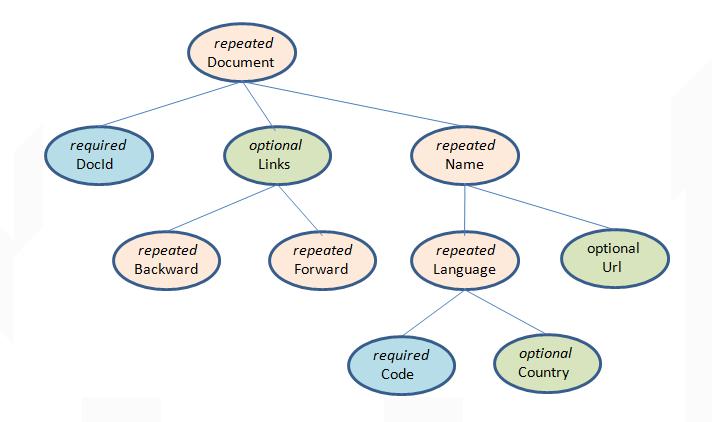 repeated
Document
required
DocId
optional
Links
repeated
Name
repeated
Backward
repeated
Forward
repeated
Language
optional
Url
required
Code
optional
Country